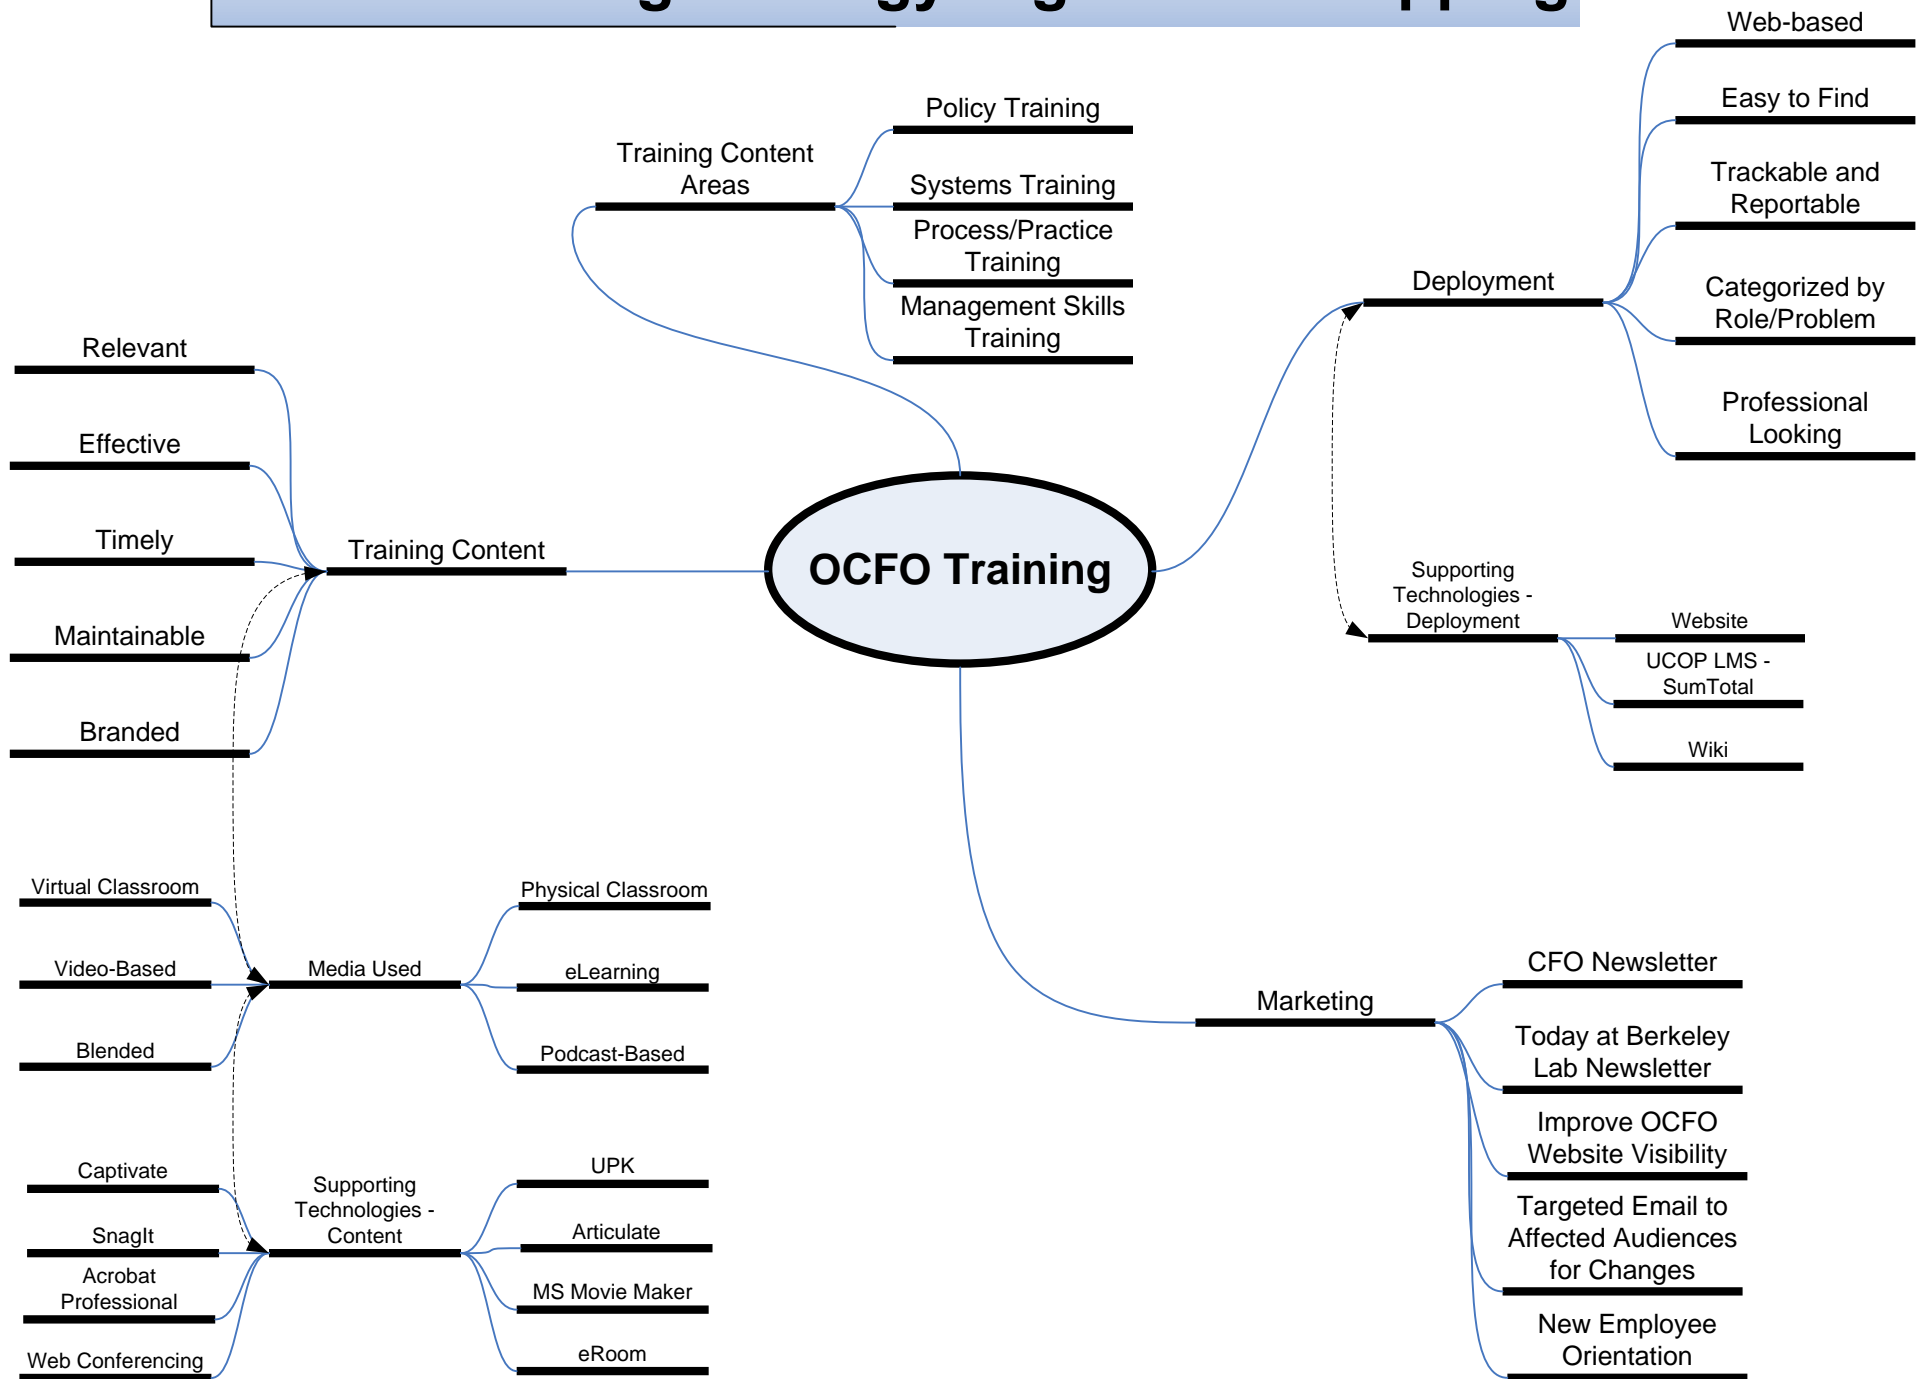 Web-based
Policy Training
Easy to Find
Training Content
Areas
Systems Training
Trackable and
Reportable
Process/Practice
Training
Deployment
Categorized by
Role/Problem
Management Skills
Training
Relevant
Professional
Looking
Effective
Timely
Training Content
OCFO Training
Supporting
Technologies -
Deployment
Website
Maintainable
UCOP LMS -
SumTotal
Branded
Wiki
Virtual Classroom
Physical Classroom
Video-Based
Media Used
eLearning
CFO Newsletter
Marketing
Blended
Podcast-Based
Today at Berkeley
Lab Newsletter
Improve OCFO
Website Visibility
Captivate
Supporting
Technologies -
Content
UPK
SnagIt
Articulate
Targeted Email to
Affected Audiences
for Changes
Acrobat
Professional
MS Movie Maker
Web Conferencing
eRoom
New Employee
Orientation